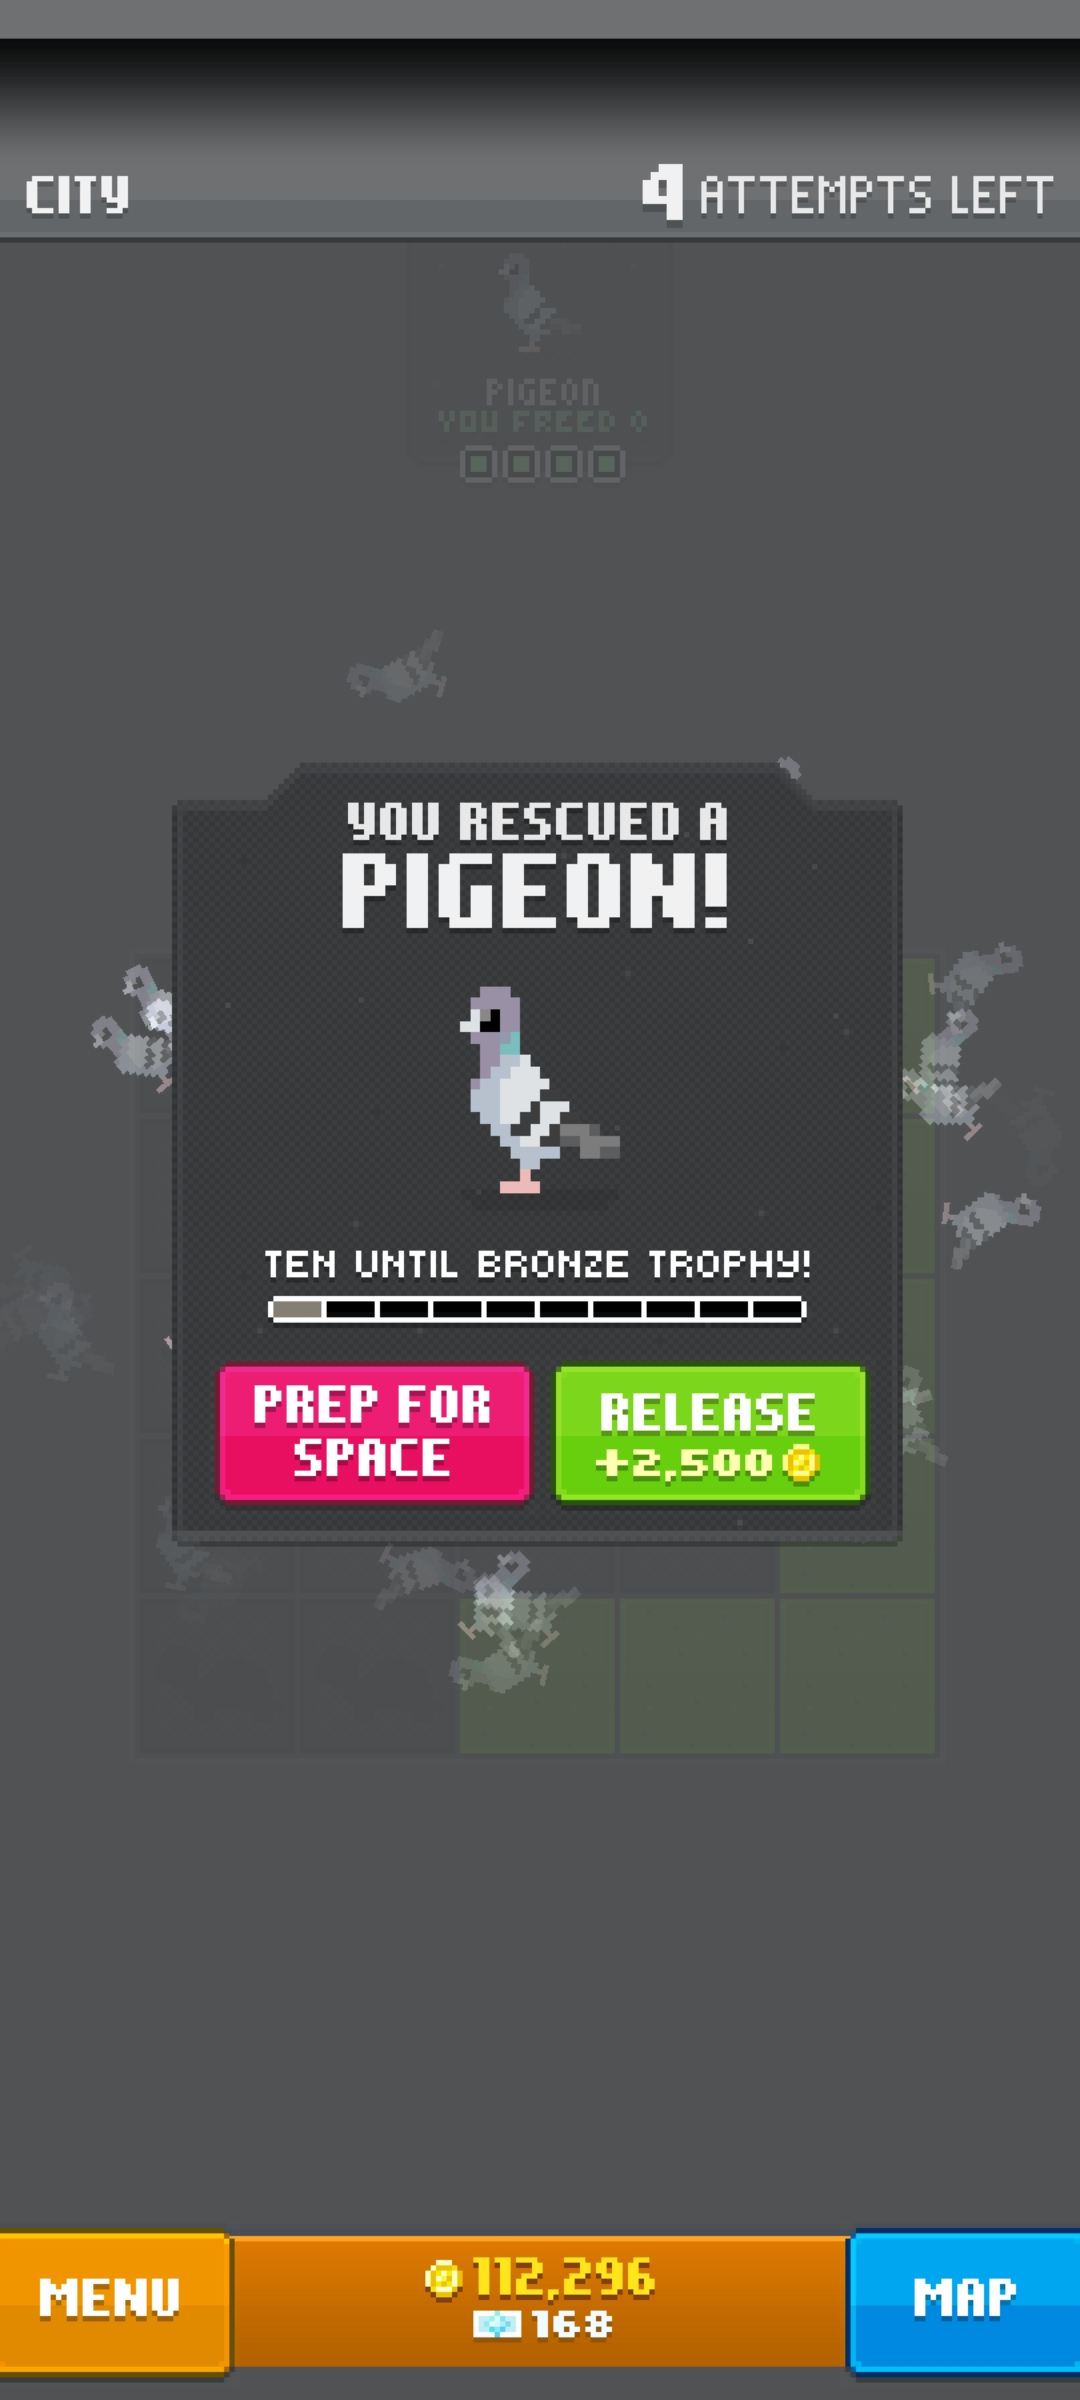 CITY
4 ATTEMPTS LEFT
PIGEON
YOU FREED 0
YOU RESCUED A
PIGEON!
TEN UNTIL BRONZE TROPHY!
PREP FOR
SPACE
RELEASE
+2,500
MENU
112,296
168
MAP